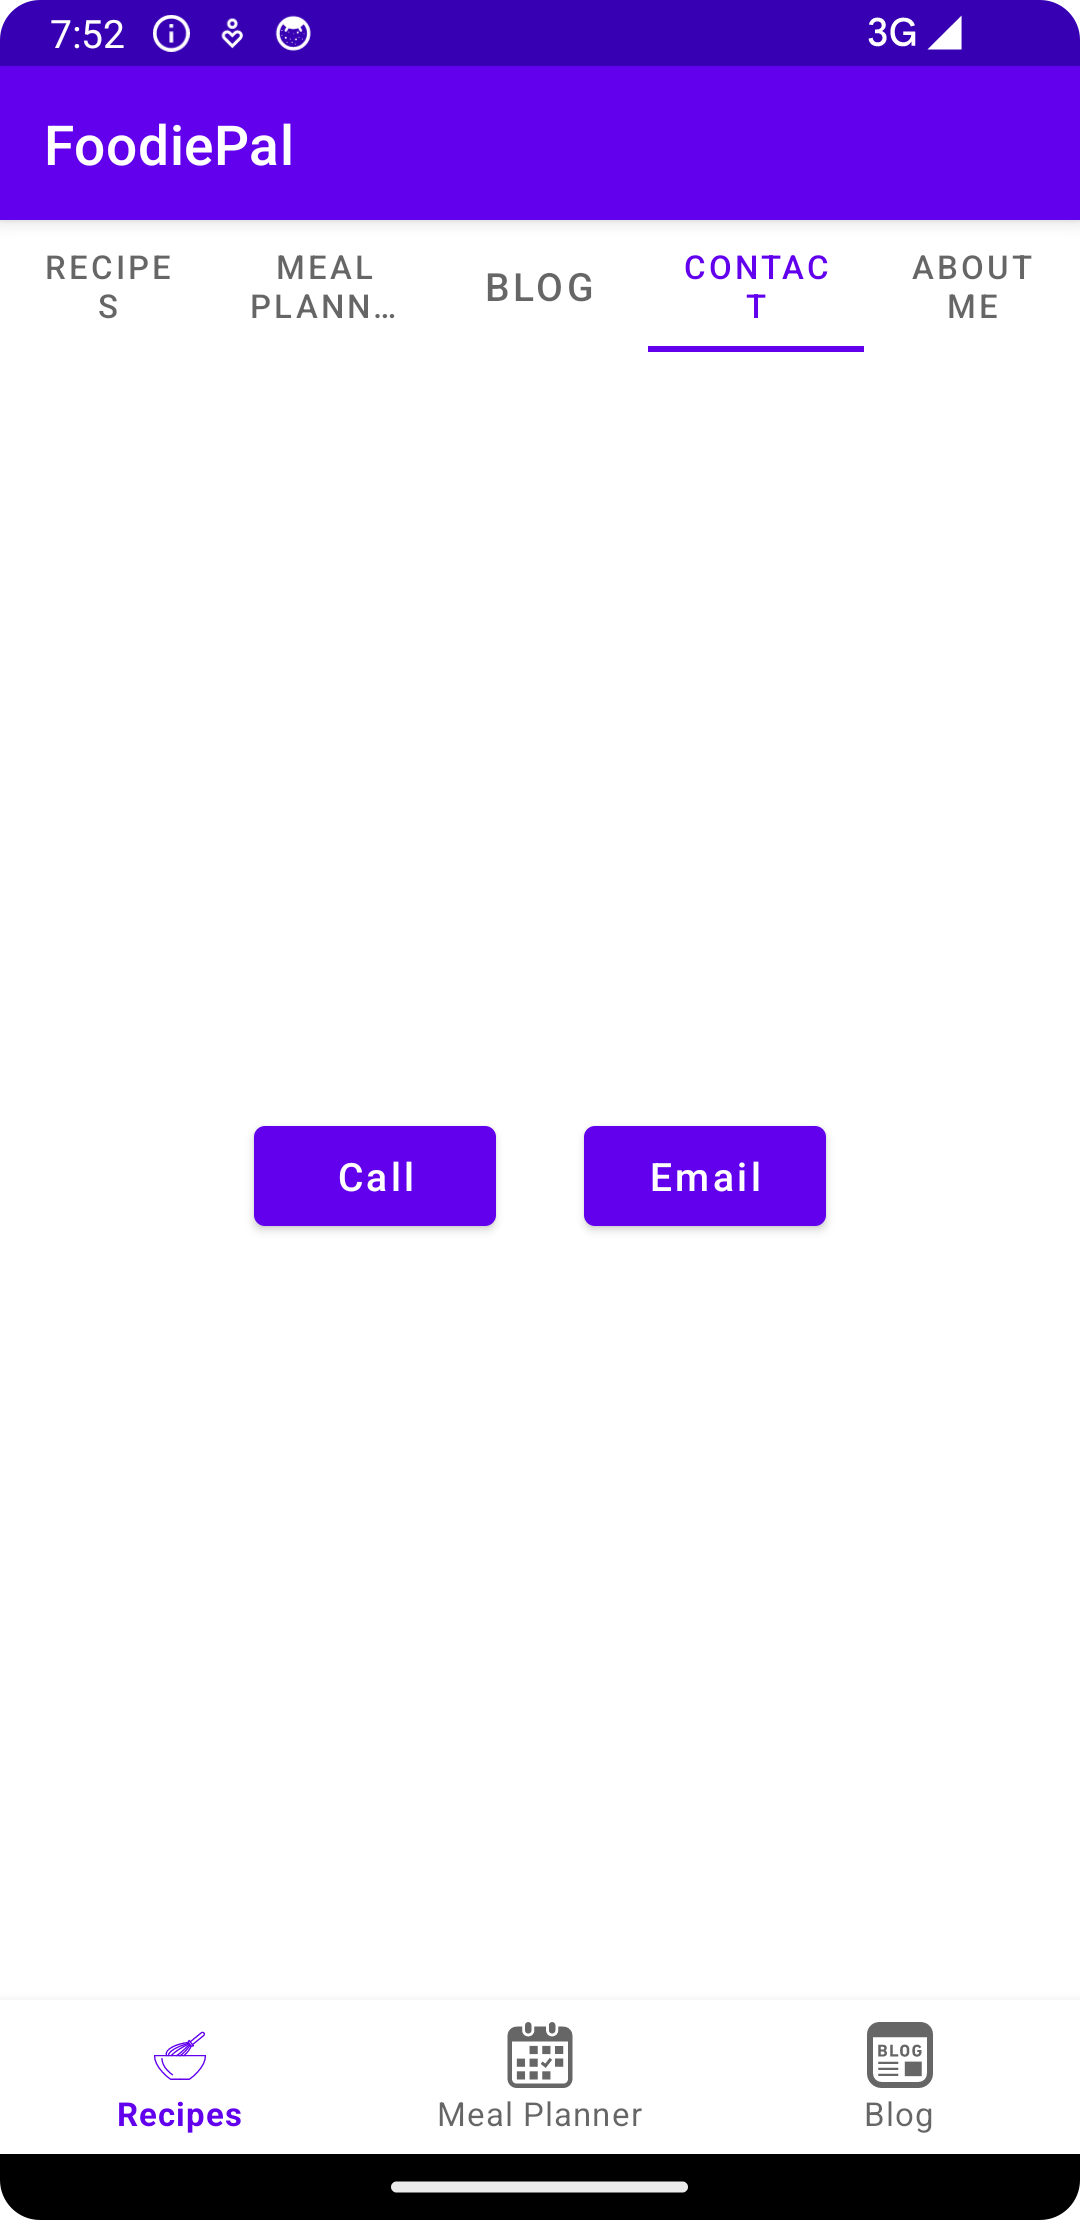 7:52 3G
FoodiePal
RECIPE
S
MEAL
PLANN...
BLOG
CONTAC
T
ABOUT
ME
Call Email
BLOG
Recipes Meal Planner Blog